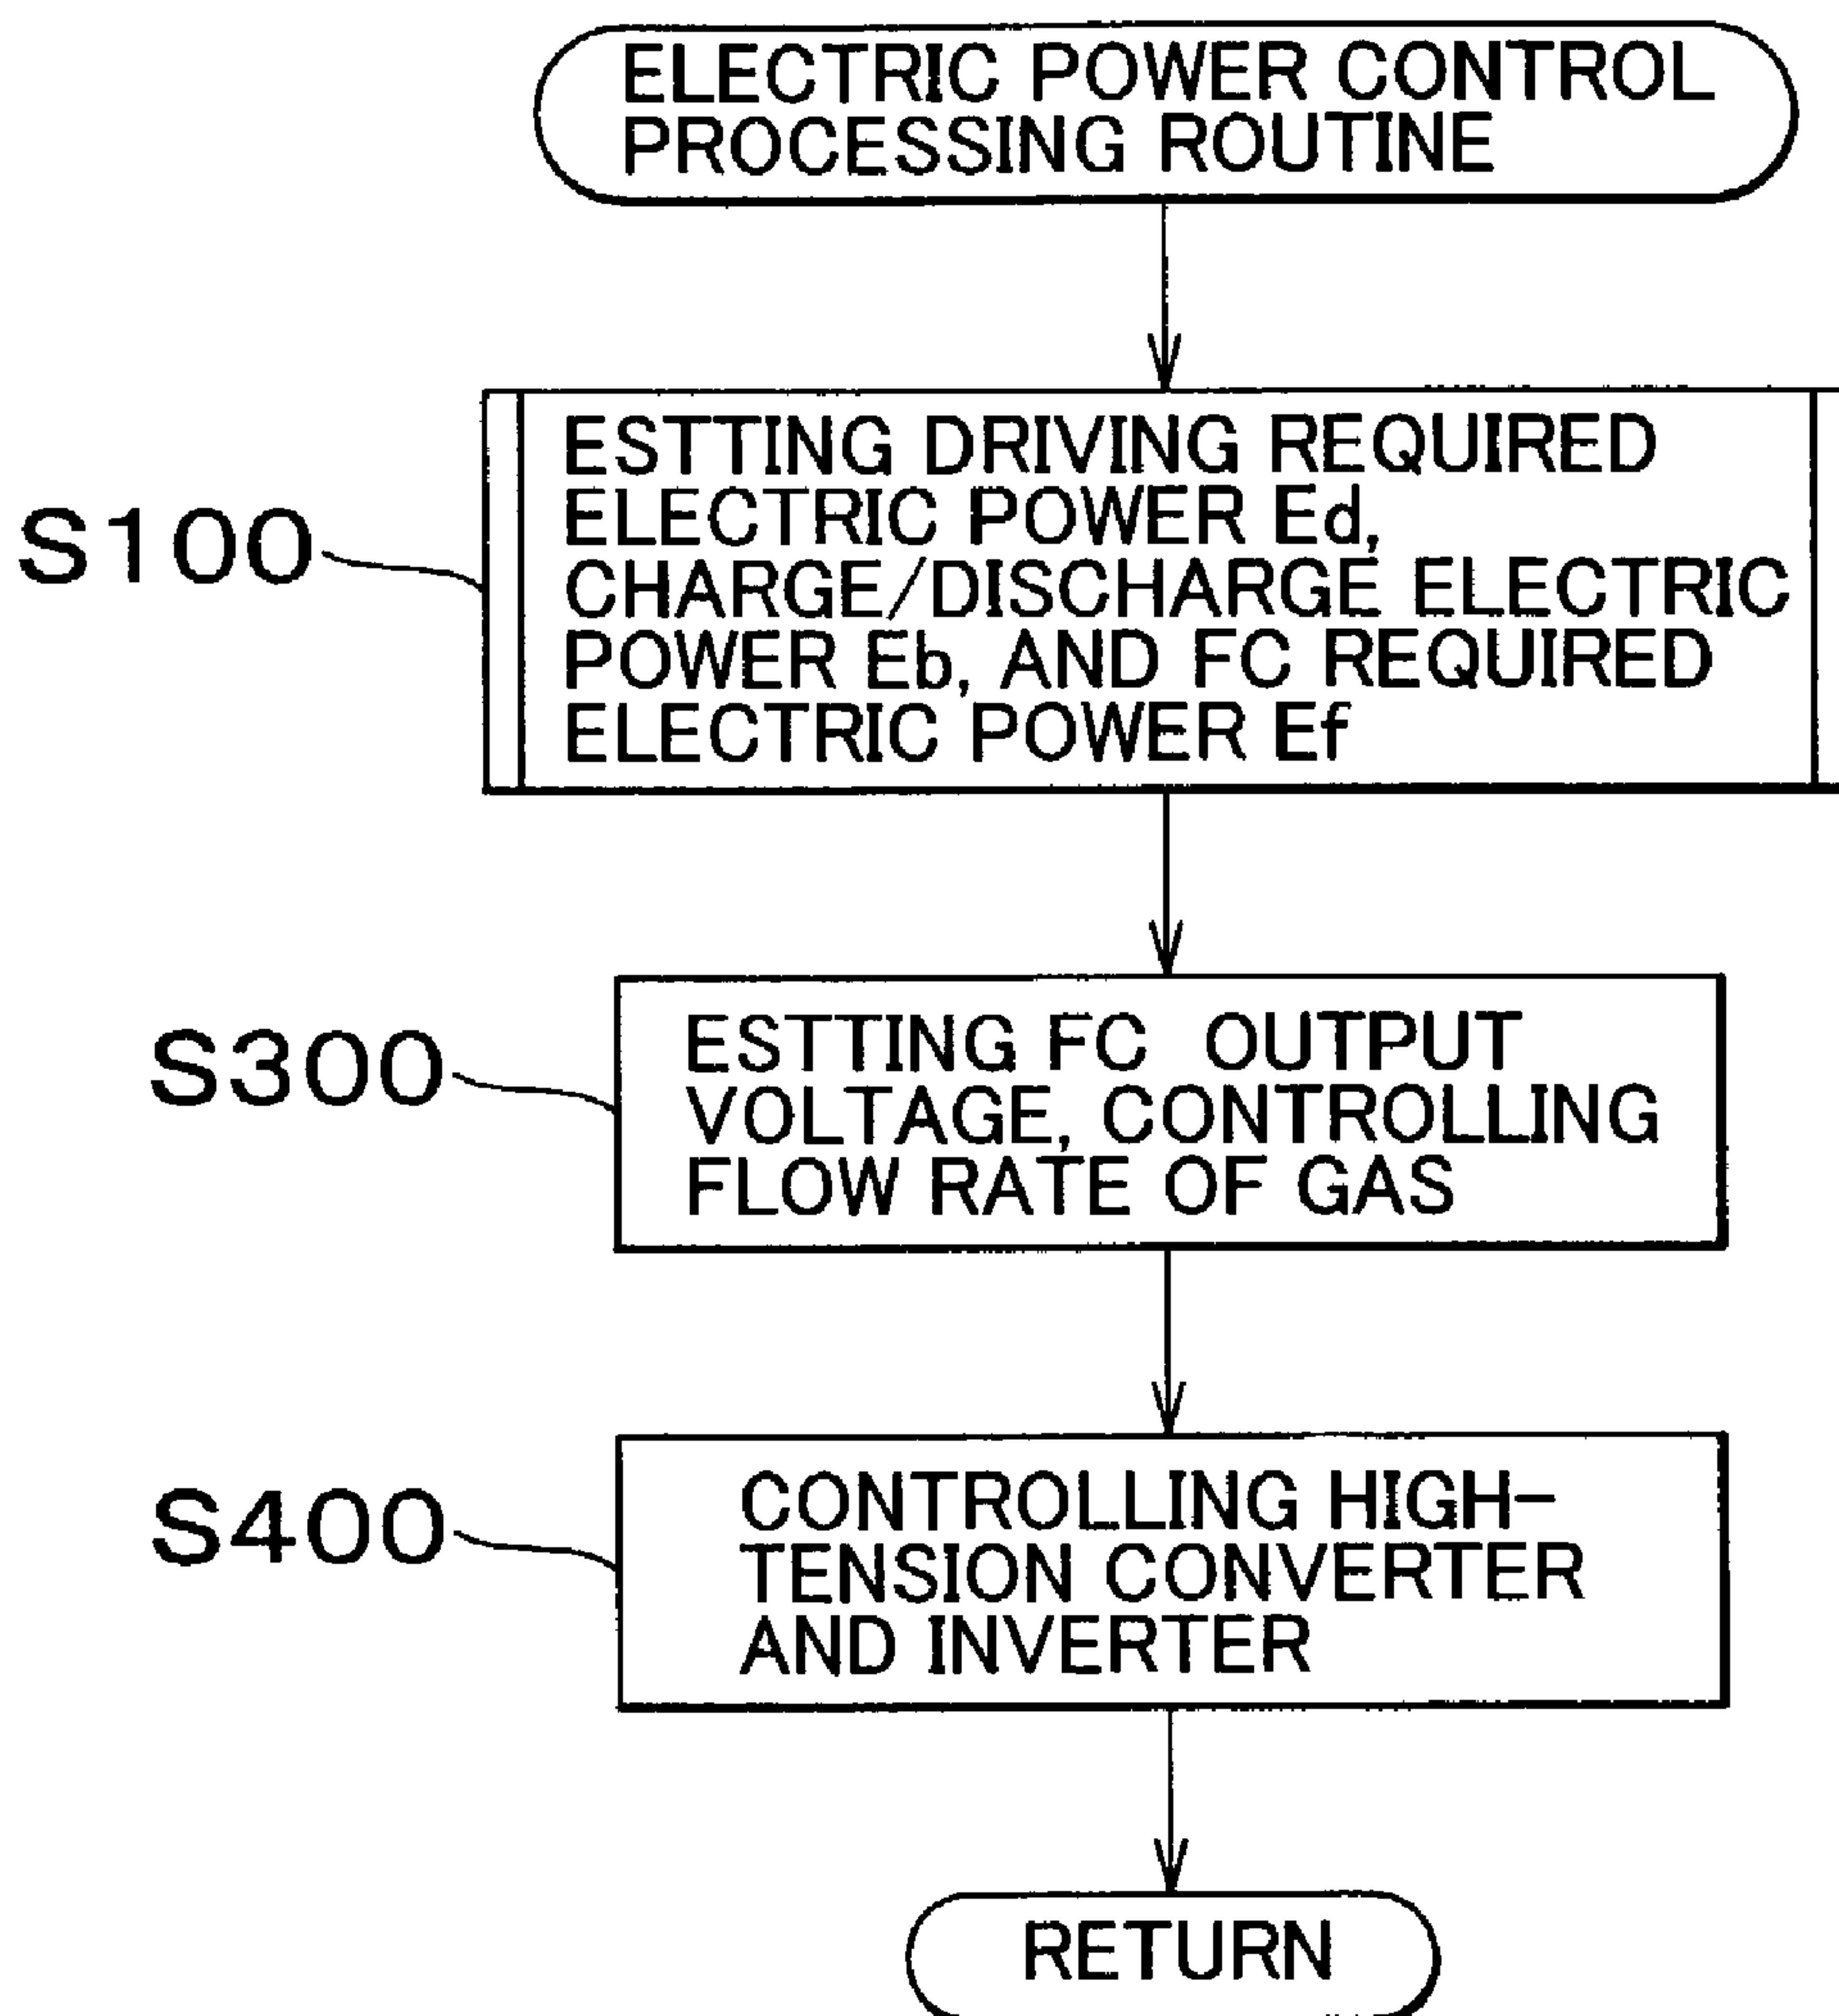 ELECTRIC POWER CONTROL
PROCESSING ROUTINE
S100
ESTTING DRIVING REQUIRED
ELECTRIC POWER Ed,
CHARGE/DISCHARGE ELECTRIC
POWER Eb, AND FC REQUIRED
ELECTRIC POWER Ef
S300
ESTTING FC OUTPUT
VOLTAGE, CONTROLLING
FLOW RATE OF GAS
S400
CONTROLLING HIGH-
TENSION CONVERTER
AND INVERTER
RETURN